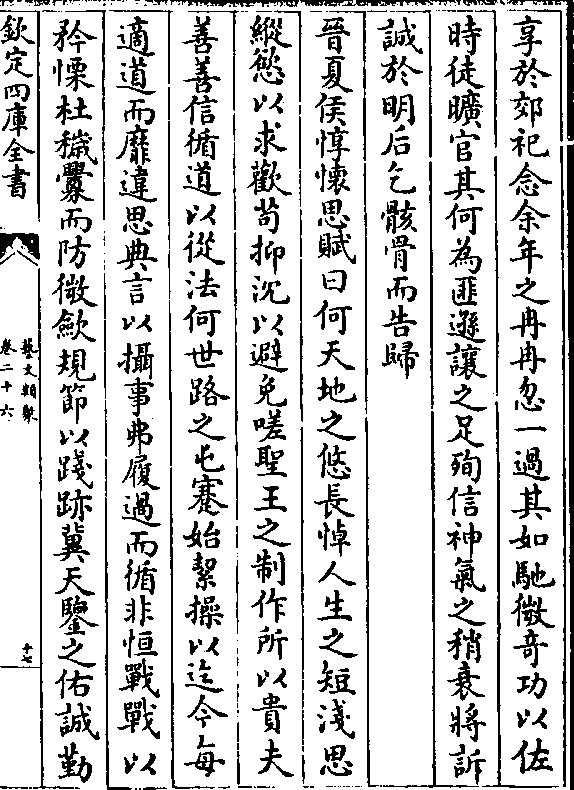 享於郊祀念余年之冉冉忽一過其如馳微奇功以佐
時徒曠官其何為匪遜讓之足殉信神氣之稍衰將訴
誠於明后乞骸骨而告歸
晉夏侯惇懐思賦曰何天地之悠長悼人生之短淺思
縱慾以求歡苟抑沉以避免嗟聖王之制作所以貴夫
善善信循道以從法何世路之屯蹇始絜操以迄今每
適道而靡違思典言以攝事弗履過而循非恒戰戰以
矜慄杜穢釁而防微歛規節以踐跡冀天鑒之佑誠勤
欽定四庫全書
藝文類聚
卷二十六
十七